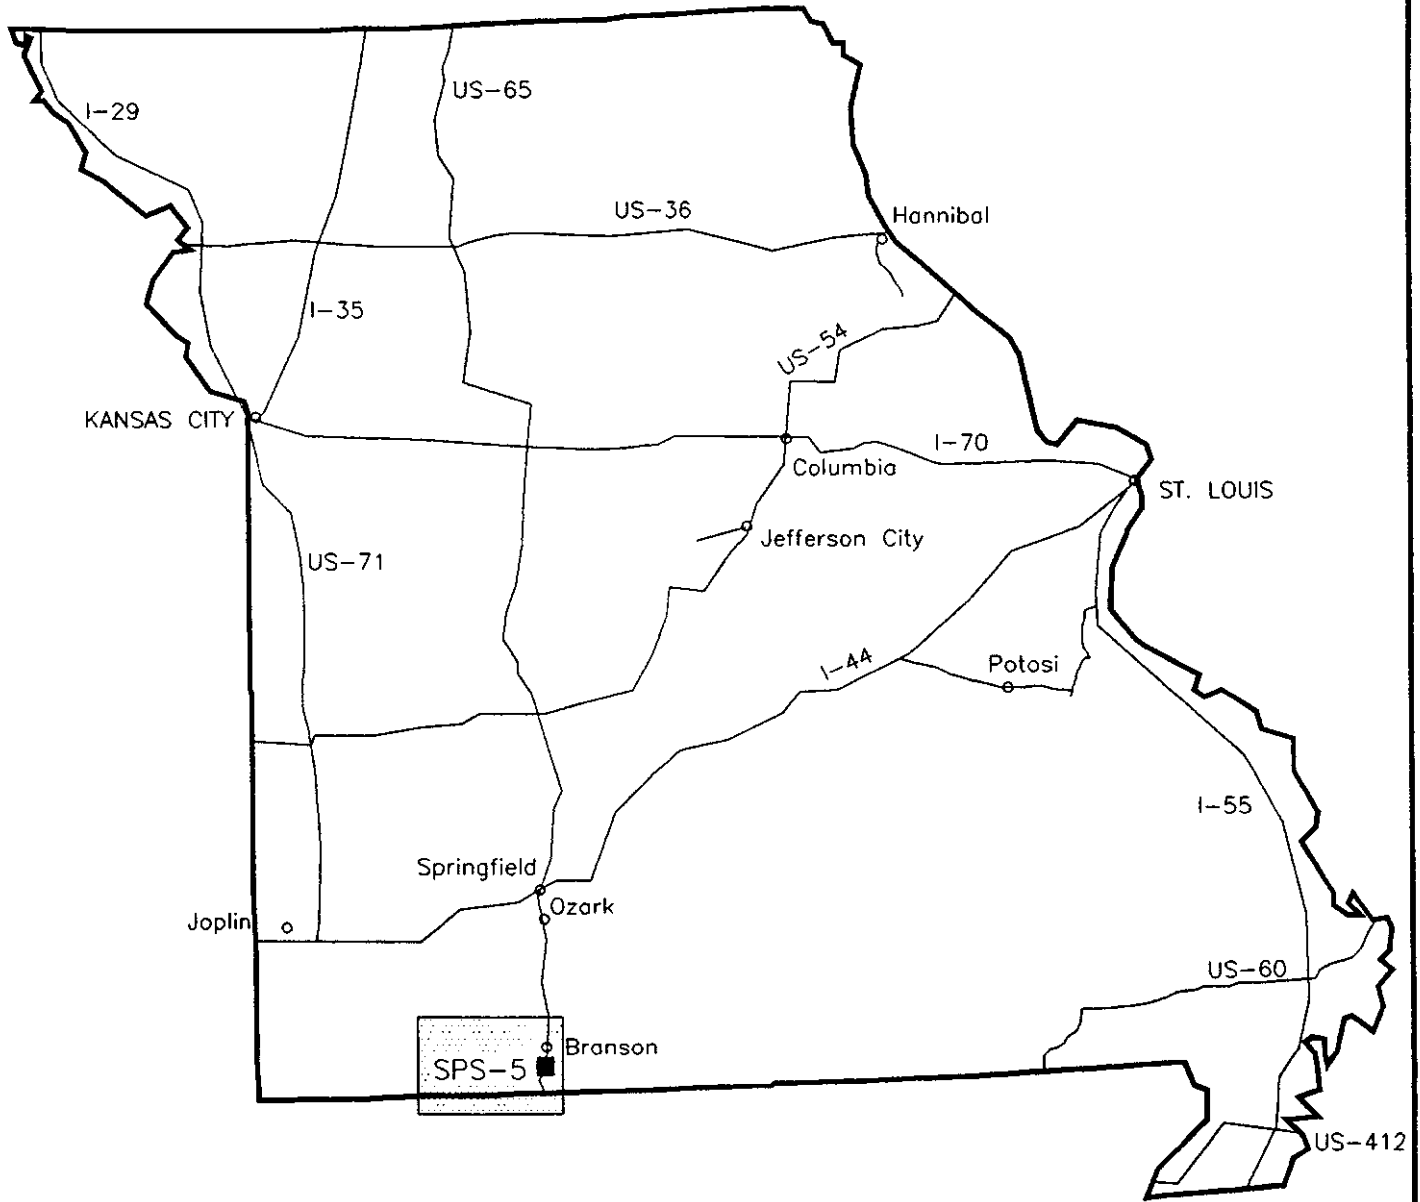 US-65
I-29
US-36
Hannibal
I-35
US-54
KANSAS CITY
I-70
Columbia
ST. LOUIS
Jefferson City
US-71
I-44
Potosi
I-55
Springfield
Ozark
Joplin
US-60
Branson
SPS-5
US-412